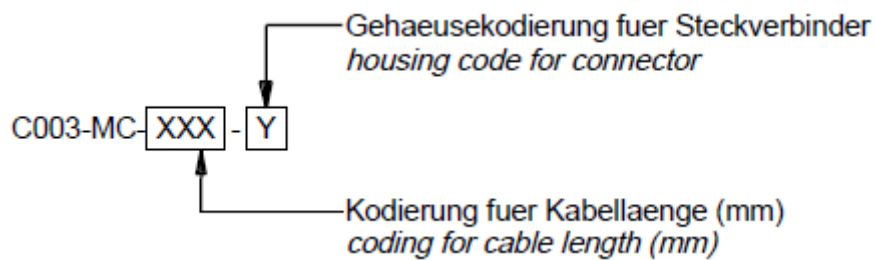 Gehaeusekodierung fuer Steckverbinder
housing code for connector
C003-MC-XXX-Y
Kodierung fuer Kabellaenge (mm)
coding for cable length (mm)